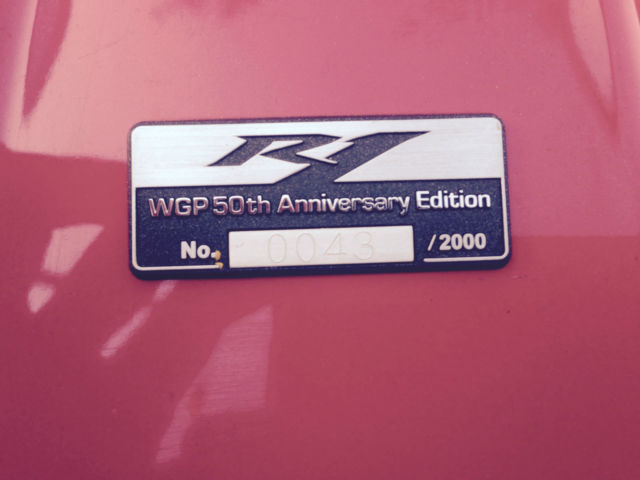 R1
WGP 50th Anniversary Edition
No. 0043 /2000